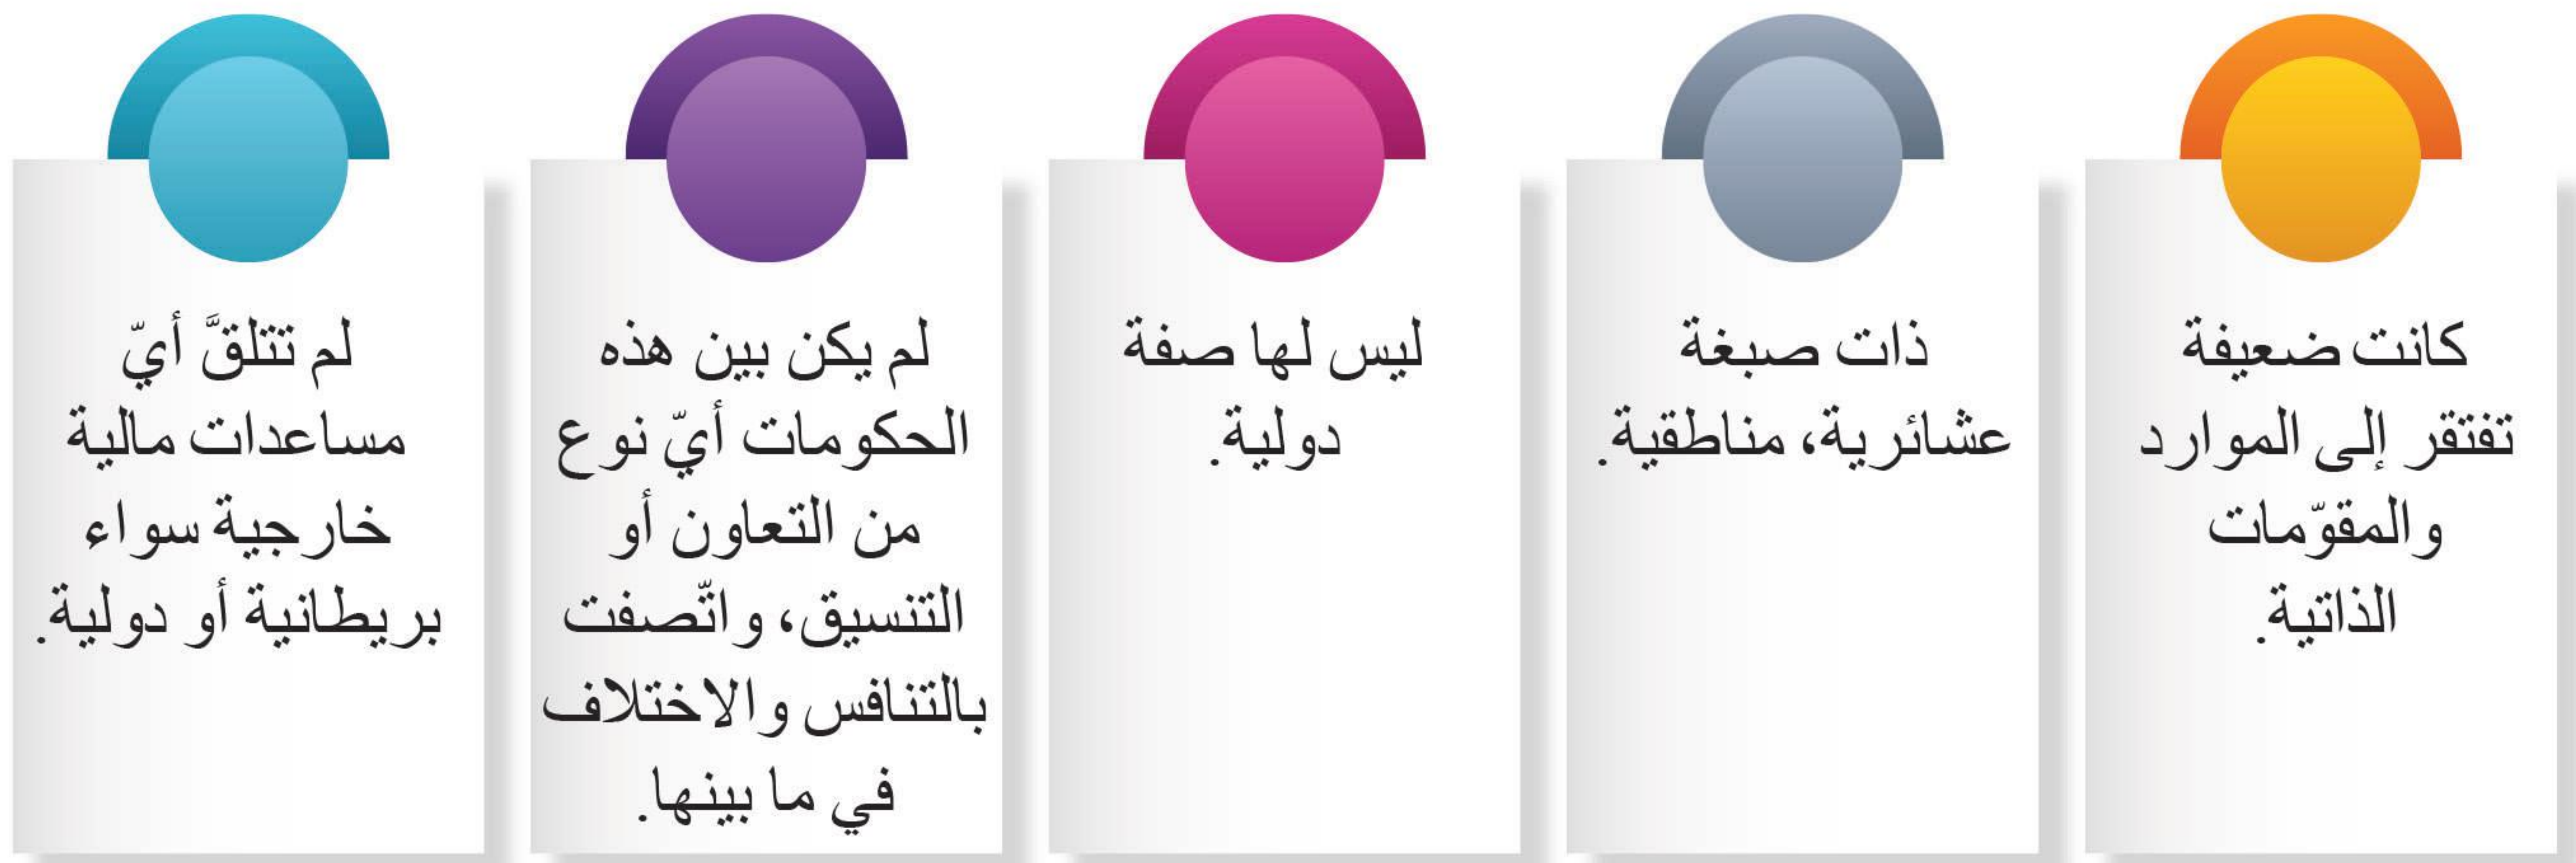 كانت ضعيفة
تفتقر إلى الموارد
والمقوّمات
الذاتية.
ذات صبغة
عشائرية، مناطقية.
ليس لها صفة
دولية.
لم يكن بين هذه
الحكومات أيّ نوع
من التعاون أو
التنسيق، واتّصفت
بالتنافس والاختلاف
في ما بينها.
لم تتلقَّ أيّ
مساعدات مالية
خارجية سواء
بريطانية أو دولية.